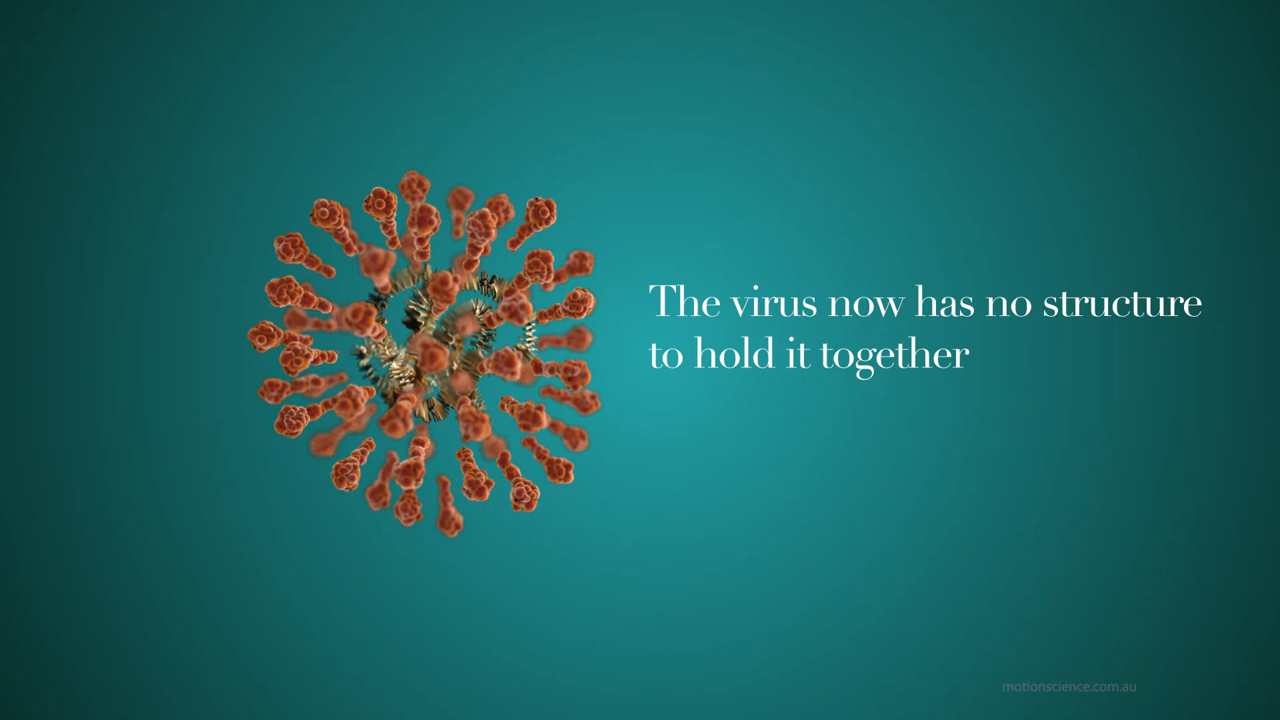 The virus now has no structure
to hold it together
motionscience.com.au